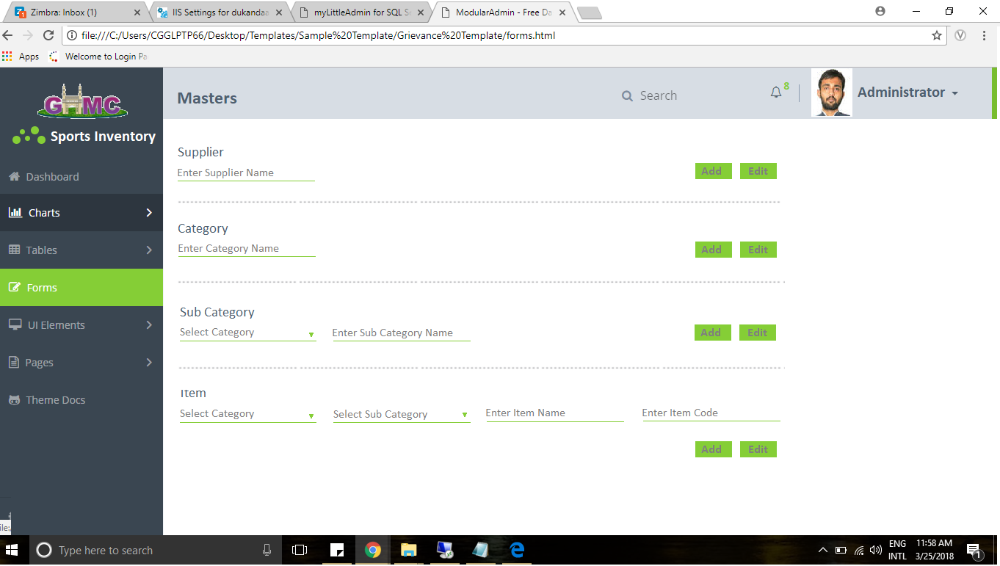 Zimbra: Inbox (1)
IIS Settings for dukandaa
myLittleAdmin for SQL S
ModularAdmin - Free Da
file:///C:/Users/CGGLPTP66/Desktop/Templates/Sample%20Template/Grievance%20Template/forms.html
V
Apps
Welcome to Login Pa
GHMC
Sports Inventory
Masters
Search
8
Administrator
Dashboard
Charts
Tables
Forms
UI Elements
Pages
Theme Docs
Supplier
Enter Supplier Name
Add Edit
Category
Enter Category Name
Add Edit
Sub Category
Select Category Enter Sub Category Name
Add Edit
Item
Select Category Select Sub Category Enter Item Name Enter Item Code
Add Edit
ile:
Type here to search
ENG
INTL
11:58 AM
3/25/2018
1